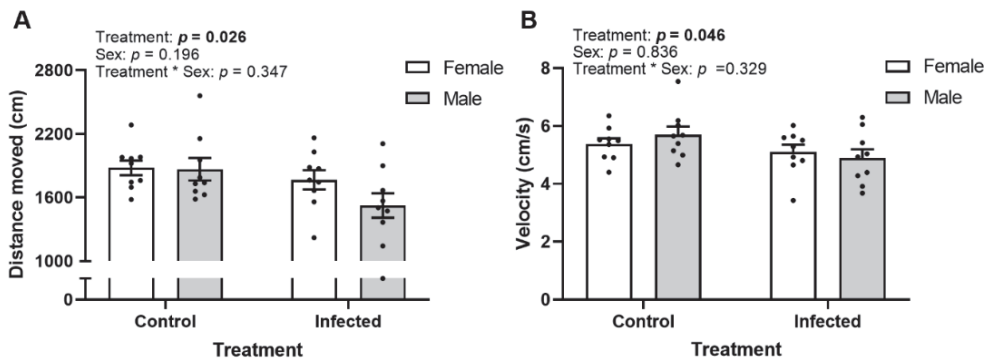 A
Treatment: p = 0.026
Sex: p = 0.196
Treatment * Sex: p = 0.347
Female
Male
Distance moved (cm)
2800
2200
1600
1000
0
Control
Infected
Treatment
B
Treatment: p = 0.046
Sex: p = 0.836
Treatment * Sex: p =0.329
Female
Male
Velocity (cm/s)
8
6
4
2
0
Control
Infected
Treatment